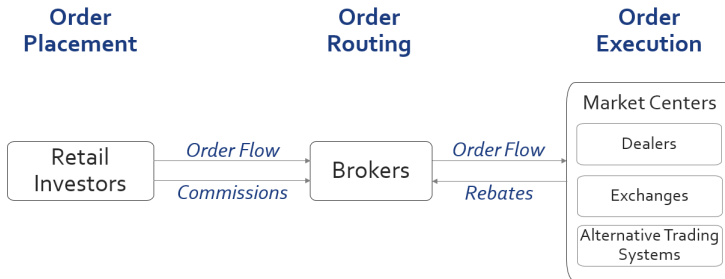 Order
Placement
Order
Routing
Order
Execution
Retail
Investors
Order Flow
Commissions
Brokers
Order Flow
Rebates
Market Centers
Dealers
Exchanges
Alternative Trading
Systems